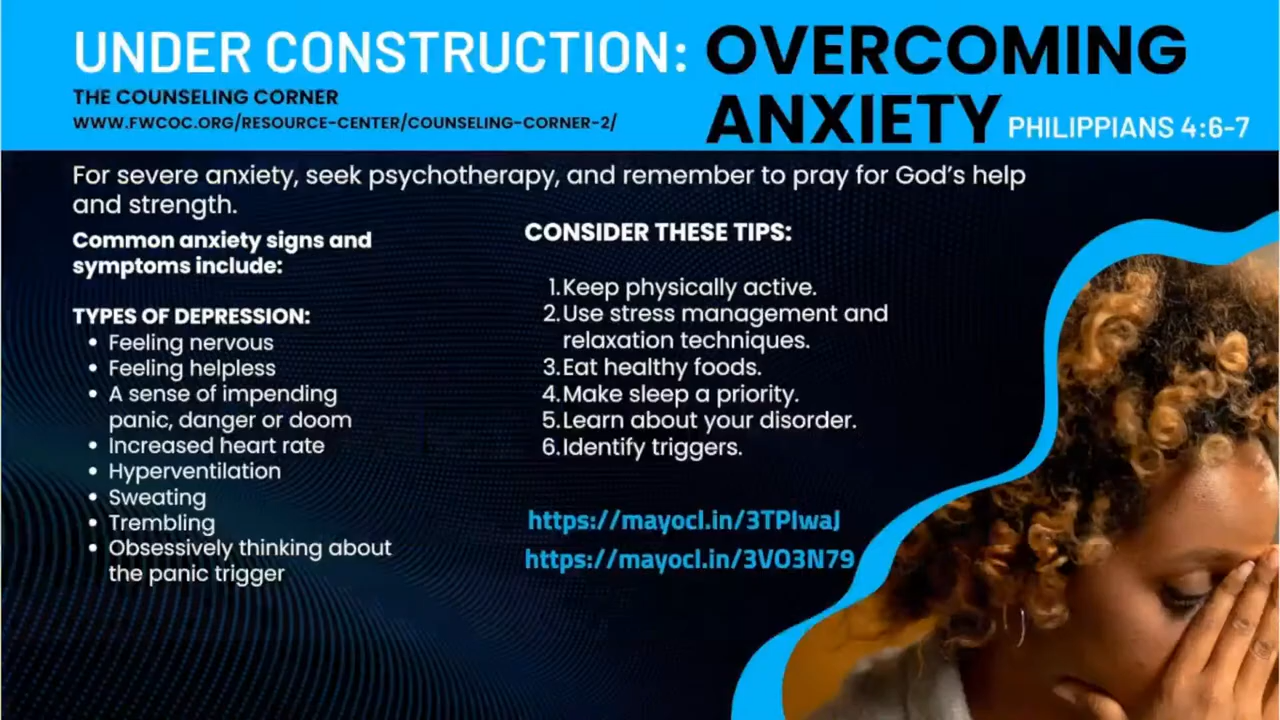 UNDER CONSTRUCTION: OVERCOMING
ANXIETY PHILIPPIANS 4:6-7
THE COUNSELING CORNER
WWW.FWCOC.ORG/RESOURCE-CENTER/COUNSELING-CORNER-2/
For severe anxiety, seek psychotherapy, and remember to pray for God's help
and strength.
Common anxiety signs and
symptoms include:
TYPES OF DEPRESSION:
• Feeling nervous
• Feeling helpless
• A sense of impending
panic, danger or doom
• Increased heart rate
• Hyperventilation
• Sweating
• Trembling
• Obsessively thinking about
the panic trigger
CONSIDER THESE TIPS:
1. Keep physically active.
2. Use stress management and
relaxation techniques.
3. Eat healthy foods.
4. Make sleep a priority.
5. Learn about your disorder.
6. Identify triggers.
https://mayocl.in/3TPlwaJ
https://mayocl.in/3VO3N79